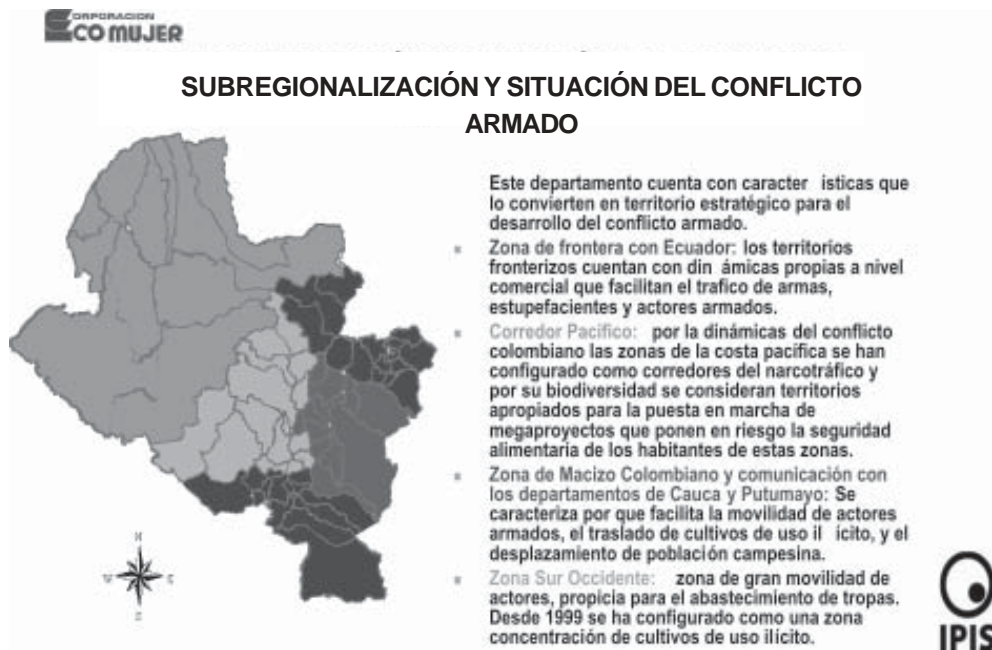 CORPORACION
ECO MUJER
SUBREGIONALIZACIÓN Y SITUACIÓN DEL CONFLICTO
ARMADO
Este departamento cuenta con caracter ísticas que
lo convierten en territorio estratégico para el
desarrollo del conflicto armado.
Zona de frontera con Ecuador: los territorios
fronterizos cuentan con din ámicas propias a nivel
comercial que facilitan el trafico de armas,
estupefacientes y actores armados.
Corredor Pacífico: por la dinámicas del conflicto
colombiano las zonas de la costa pacífica se han
configurado como corredores del narcotráfico y
por su biodiversidad se consideran territorios
apropiados para la puesta en marcha de
megaproyectos que ponen en riesgo la seguridad
alimentaria de los habitantes de estas zonas.
Zona de Macizo Colombiano y comunicación con
los departamentos de Cauca y Putumayo: Se
caracteriza por que facilita la movilidad de actores
armados, el traslado de cultivos de uso il ícito, y el
desplazamiento de población campesina.
Zona Sur Occidente: zona de gran movilidad de
actores, propicia para el abastecimiento de tropas.
Desde 1999 se ha configurado como una zona
concentración de cultivos de uso ilicito.
N
W E
S
IPIS